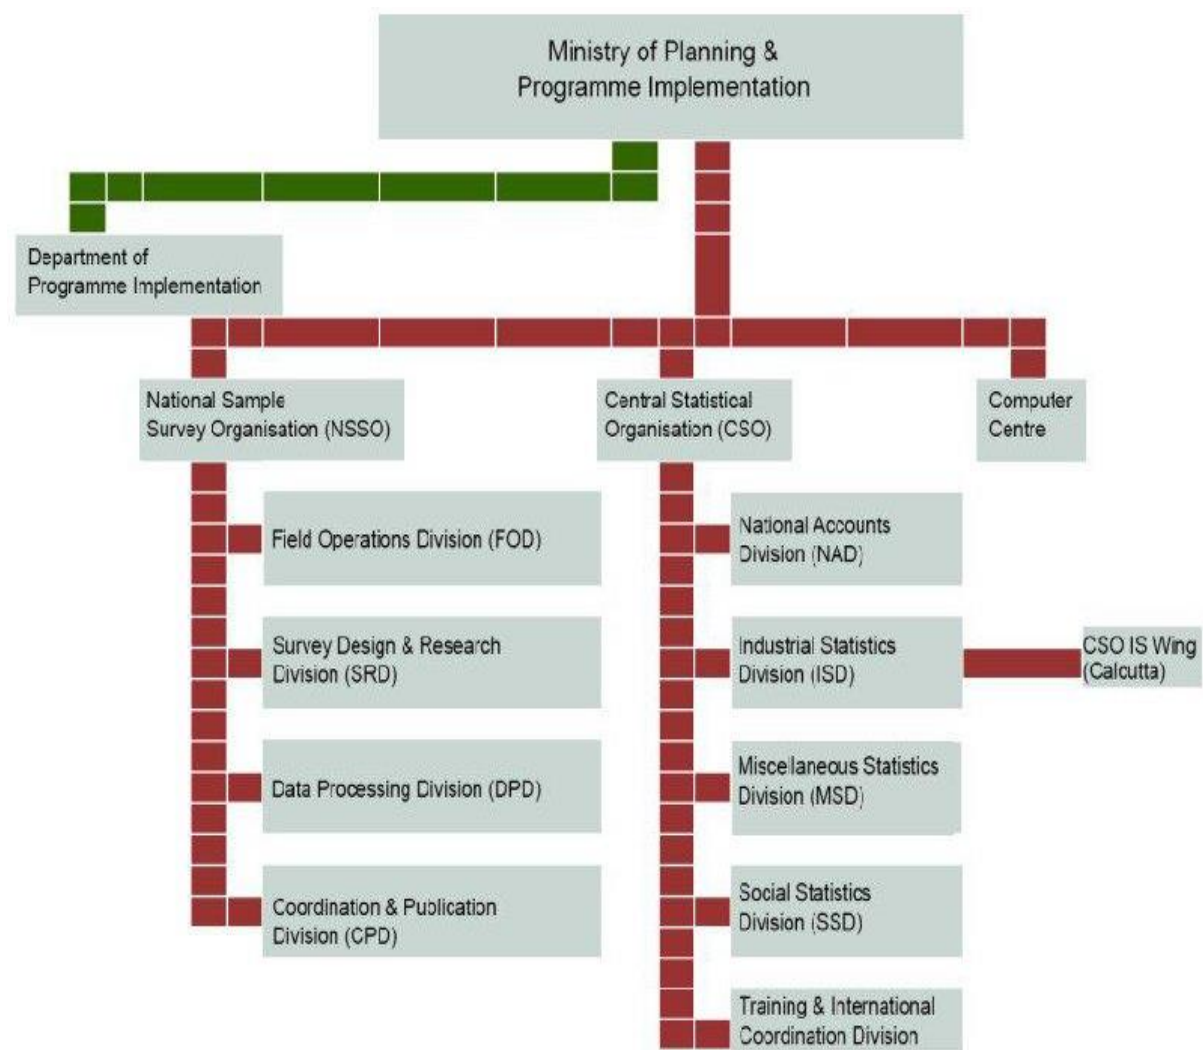 Ministry of Planning &
Programme Implementation
Department of
Programme Implementation
National Sample
Survey Organisation (NSSO)
Central Statistical
Organisation (CSO)
Computer
Centre
Field Operations Division (FOD)
Survey Design & Research
Division (SRD)
Data Processing Division (DPD)
Coordination & Publication
Division (CPD)
National Accounts
Division (NAD)
Industrial Statistics
Division (ISD)
CSO IS Wing
(Calcutta)
Miscellaneous Statistics
Division (MSD)
Social Statistics
Division (SSD)
Training & International
Coordination Division